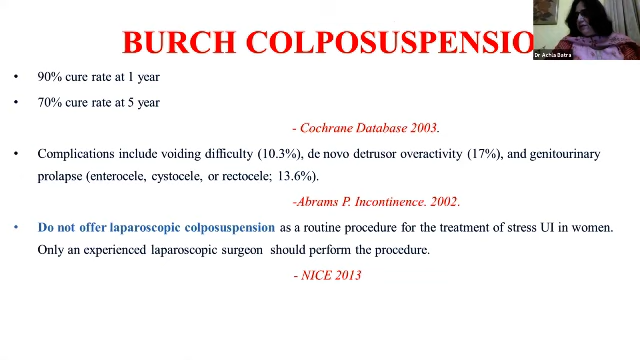 BURCH COLPOSUSPENSIO
Dr Achla Batra
• 90% cure rate at 1 year
• 70% cure rate at 5 year
- Cochrane Database 2003.
• Complications include voiding difficulty (10.3%), de novo detrusor overactivity (17%), and genitourinary
prolapse (enterocele, cystocele, or rectocele; 13.6%).
-Abrams P. Incontinence. 2002.
• Do not offer laparoscopic colposuspension as a routine procedure for the treatment of stress UI in women.
Only an experienced laparoscopic surgeon should perform the procedure.
- NICE 2013